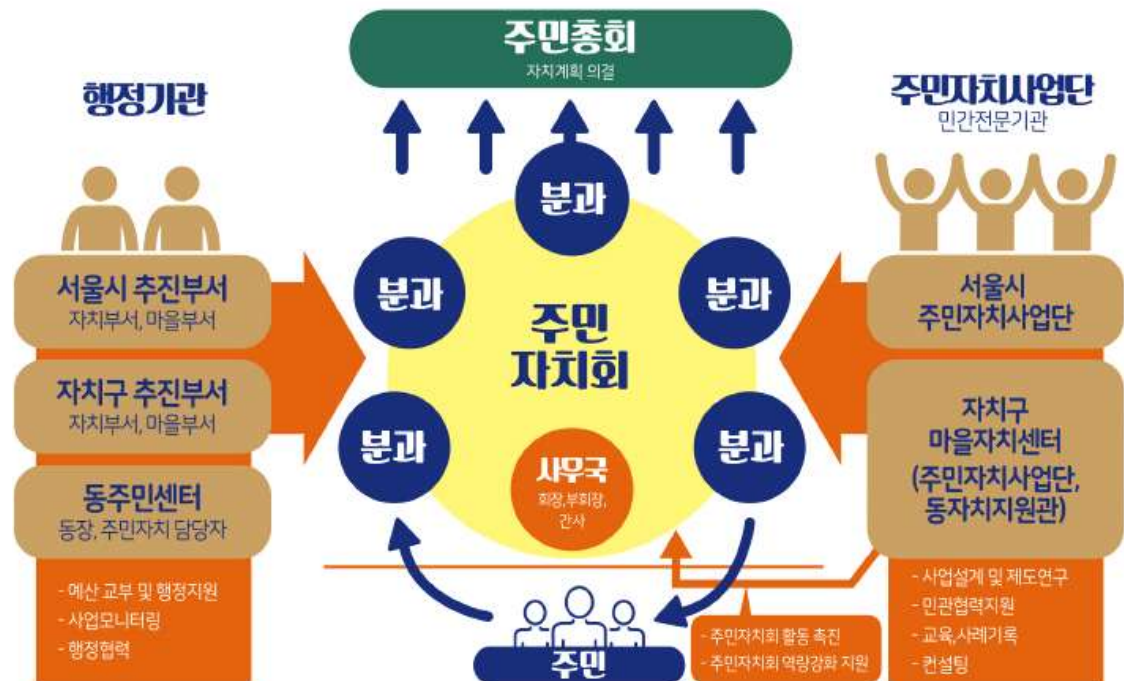 주민총회
자치계획 의결
행정기관
서울시 추진부서
자치부서, 마을부서
자치구 추진부서
자치부서, 마을부서
동주민센터
동장, 주민자치 담당자
- 예산 교부 및 행정지원
- 사업모니터링
- 행정협력
분과
분과
분과
주민
자치회
분과
분과
사무국
회장,부회장,
간사
주민
- 주민자치회 활동 촉진
- 주민자치회 역량강화 지원
주민자치사업단
민간전문기관
서울시
주민자치사업단
자치구
마을자치센터
(주민자치사업단,
동자치지원관)
- 사업설계 및 제도연구
- 민관협력지원
- 교육,사례기록
- 컨설팅